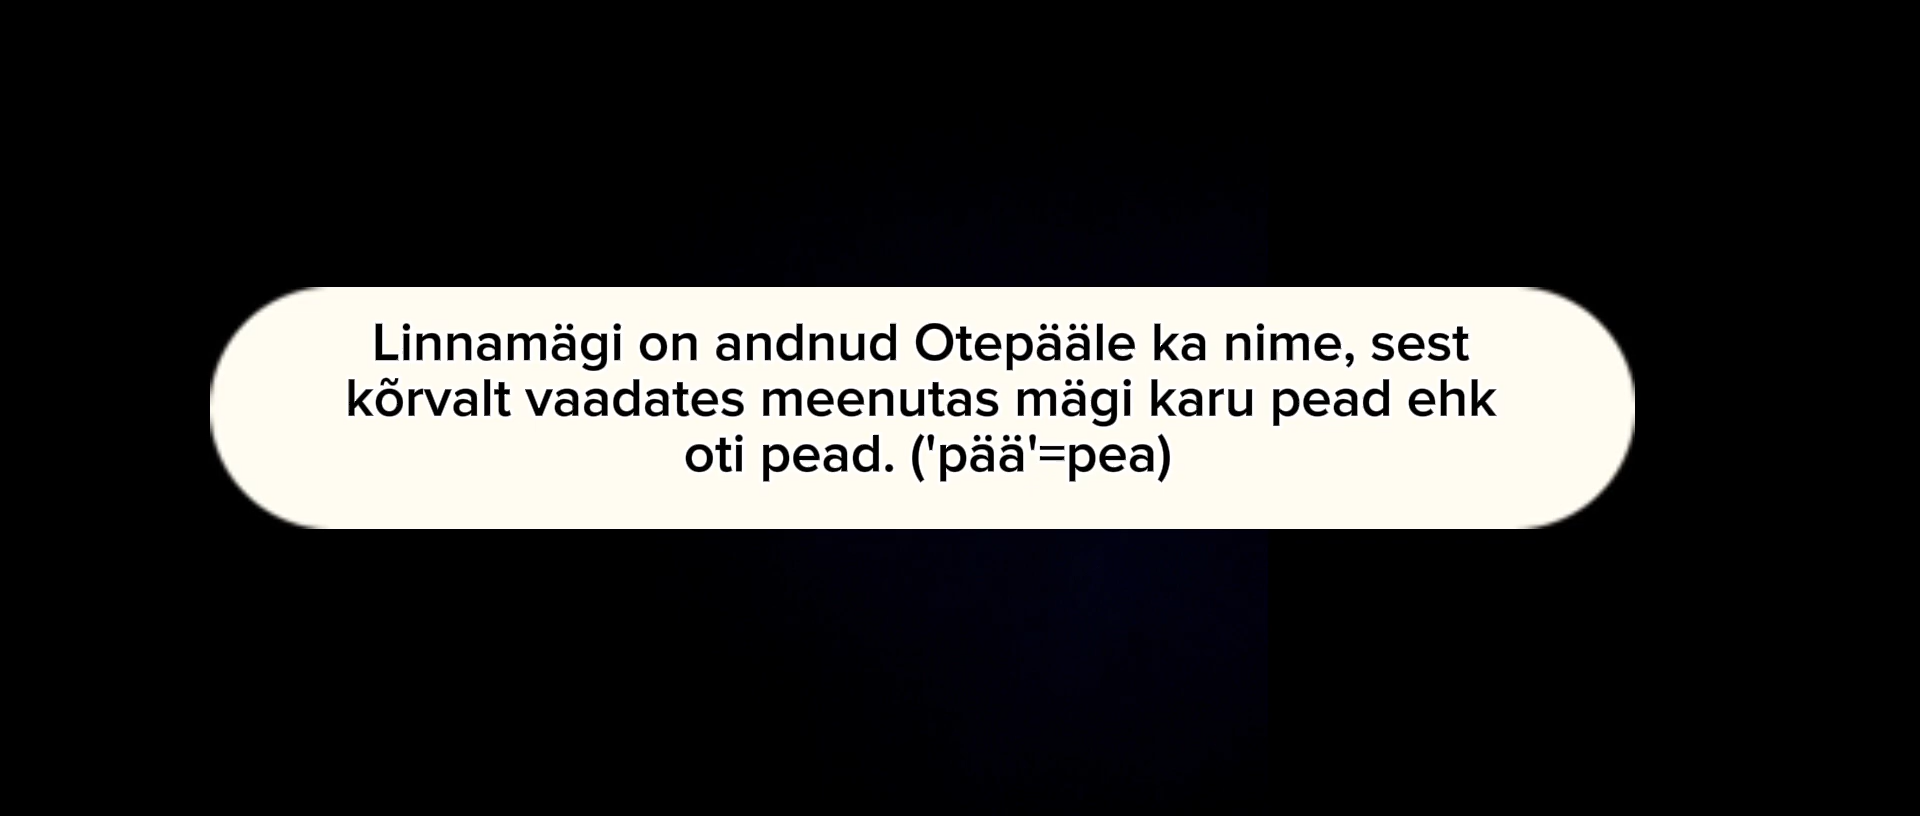 Linnamägi on andnud Otepääle ka nime, sest
kõrvalt vaadates meenutas mägi karu pead ehk
oti pead. ('pää'=pea)